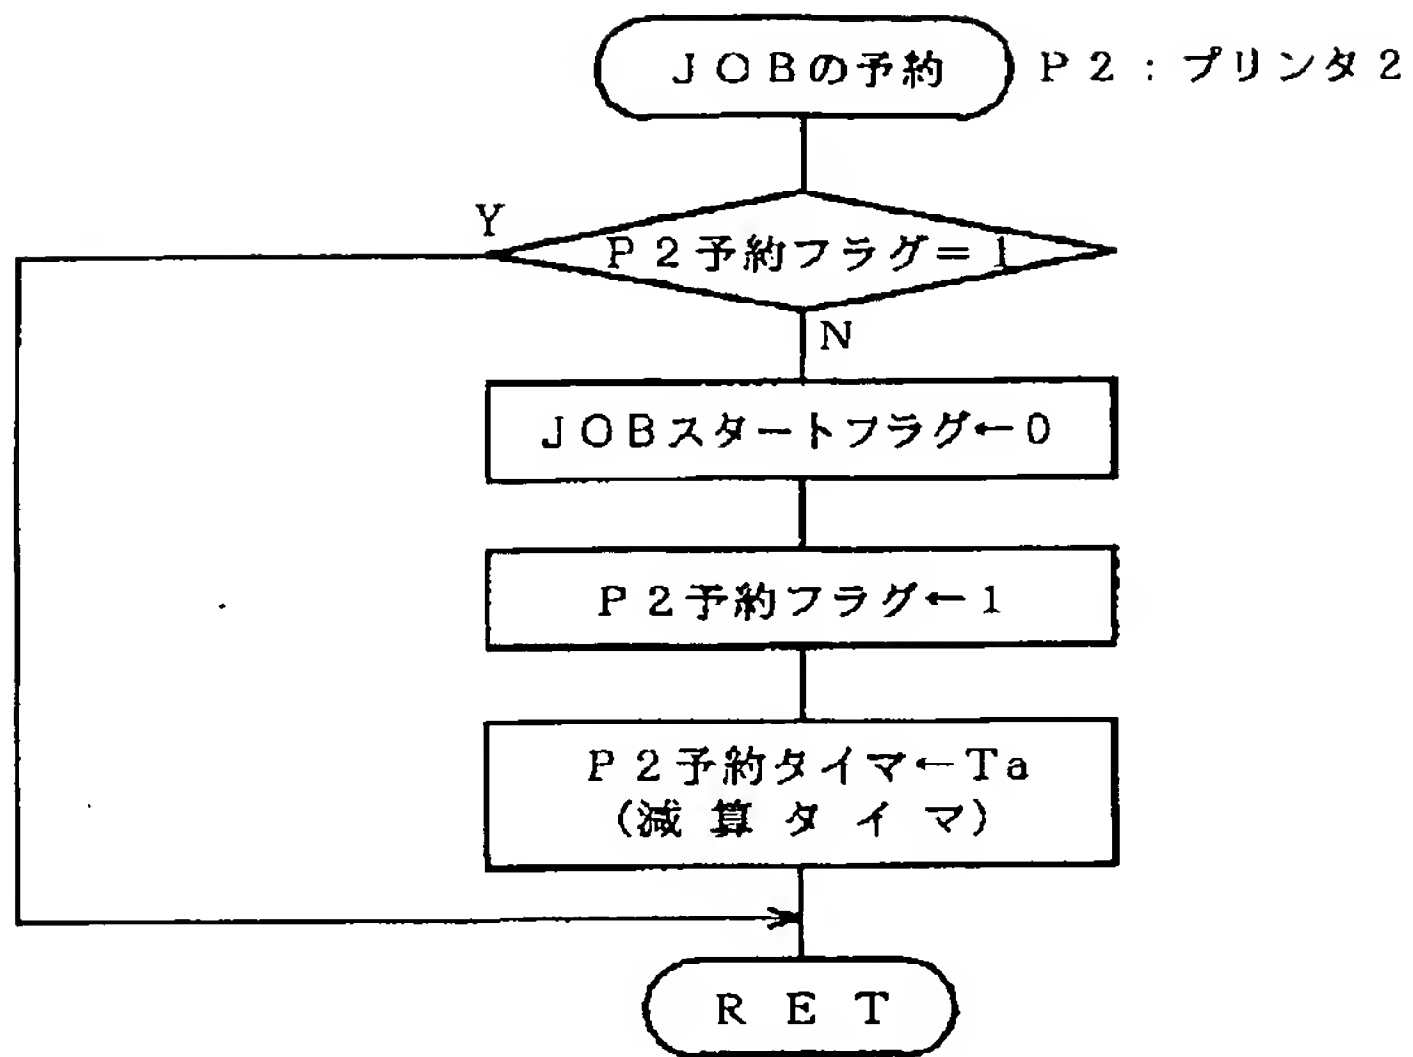 JOBの予約 P2:プリンタ2
Y
P2予約フラグ=1
N
JOBスタートフラグ←0
P2予約フラグ←1
P2予約タイマ←Ta
(減算タイマ)
RET